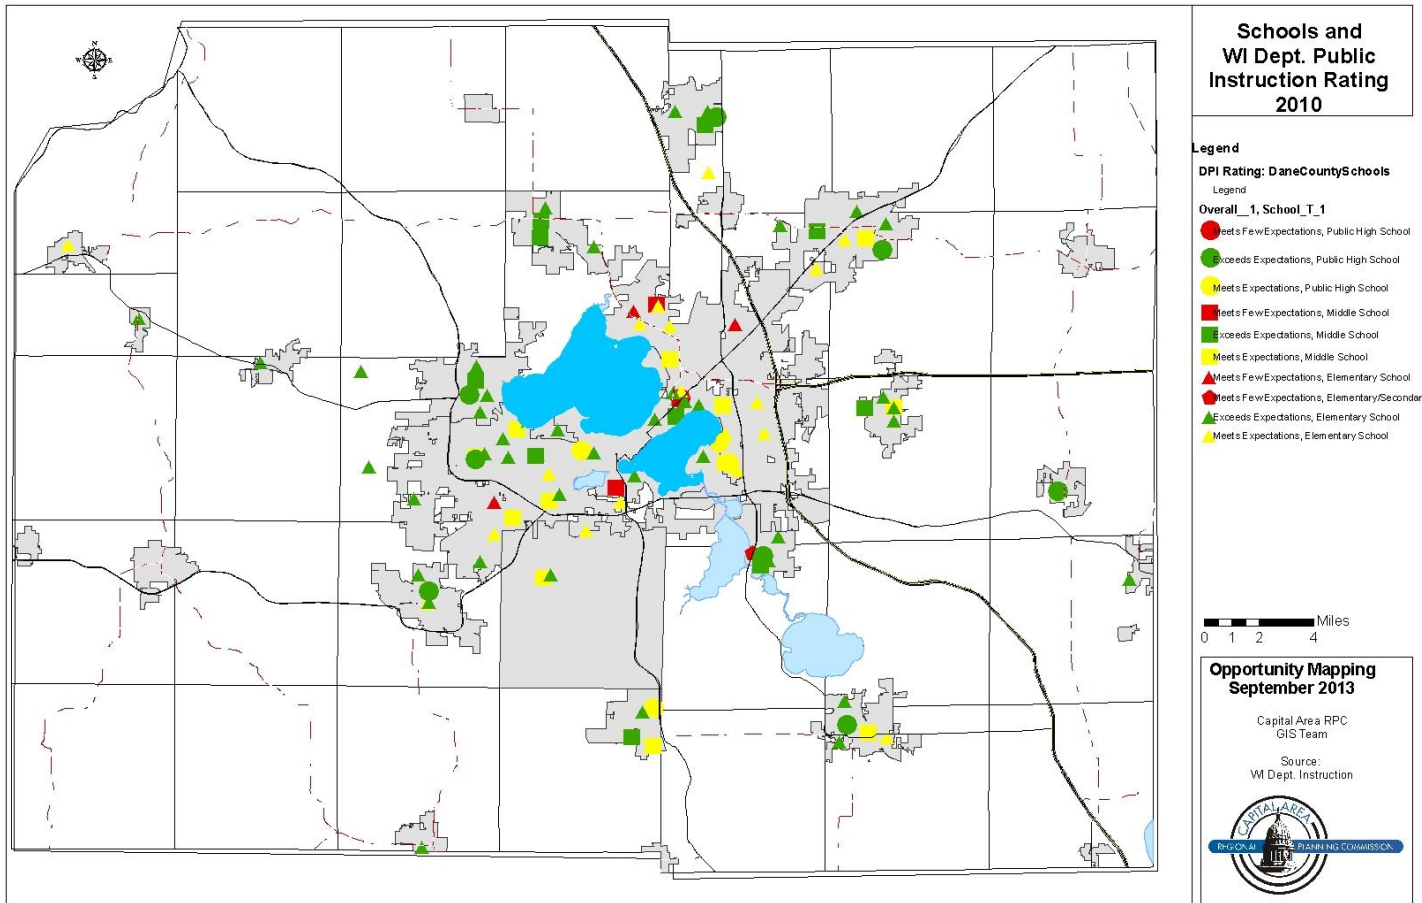 Schools and
WI Dept. Public
Instruction Rating
2010
N
W E
S
Legend
DPI Rating: DaneCountySchools
Legend
Overall__1, School_T_1
Meets Few Expectations, Public High School
Exceeds Expectations, Public High School
Meets Expectations, Public High School
Meets Few Expectations, Middle School
Exceeds Expectations, Middle School
Meets Expectations, Middle School
Meets Few Expectations, Elementary School
Meets Few Expectations, Elementary/Secondar
Exceeds Expectations, Elementary School
Meets Expectations, Elementary School
Miles
0 1 2 4
Opportunity Mapping
September 2013
Capital Area RPC
GIS Team
Source:
WI Dept. Instruction
CAPITAL AREA
REGIONAL PLANNING COMMISSION